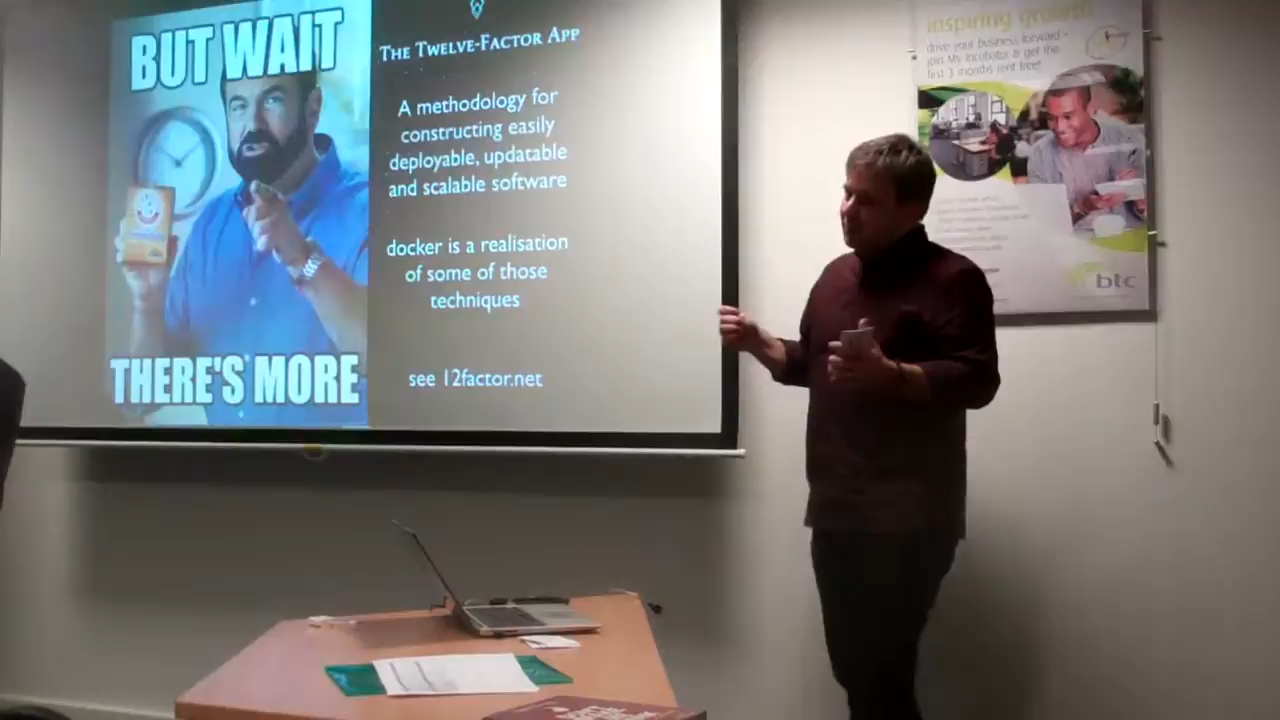 BUT WAIT
THERE'S MORE
THE TWELVE-FACTOR APP
A methodology for
constructing easily
deployable, updatable
and scalable software
docker is a realisation
of some of those
techniques
see 12factor.net
inspiring growth
drive your business forward -
join My Incubator & get the
first 3 months rent free!
btc